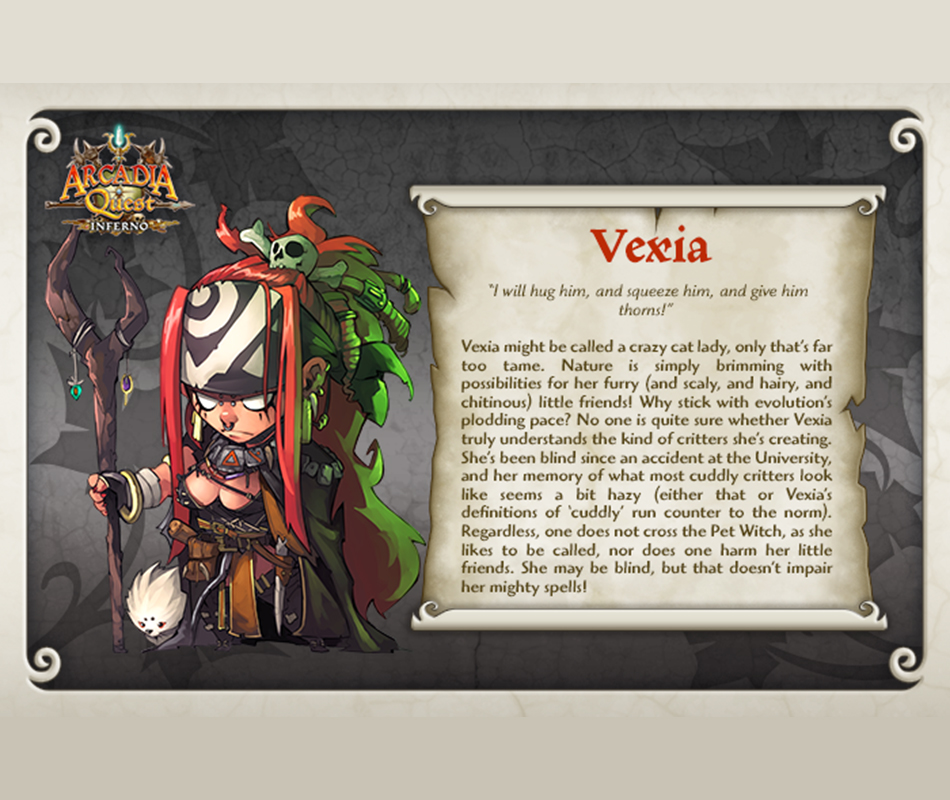 ARCADIA
Quest
INFERNO
Vexia
"I will hug him, and squeeze him, and give him
thorns!"
Vexia might be called a crazy cat lady, only that's far
too tame. Nature is simply brimming with
possibilities for her furry (and scaly, and hairy, and
chitinous) little friends! Why stick with evolution's
plodding pace? No one is quite sure whether Vexia
truly understands the kind of critters she's creating.
She's been blind since an accident at the University,
and her memory of what most cuddly critters look
like seems a bit hazy (either that or Vexia's
definitions of 'cuddly' run counter to the norm).
Regardless, one does not cross the Pet Witch, as she
likes to be called, nor does one harm her little
friends. She may be blind, but that doesn't impair
her mighty spells!